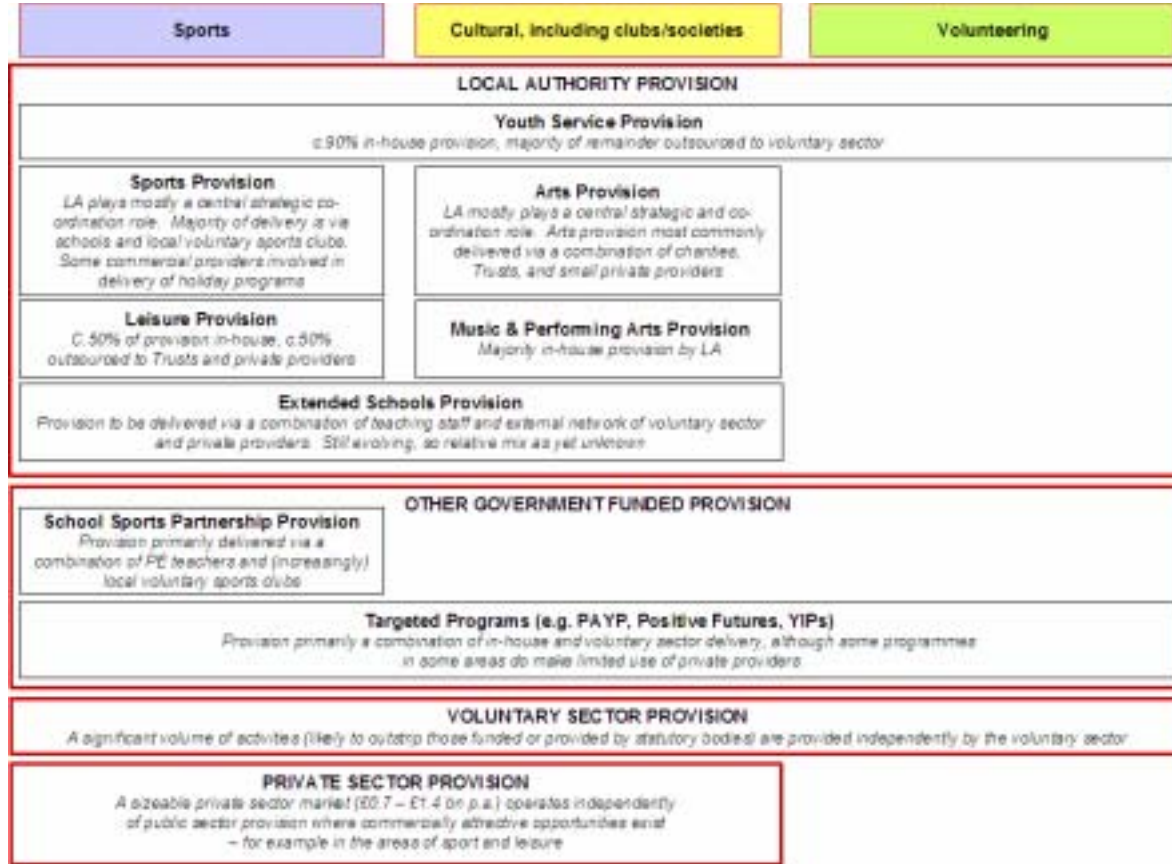 Sports
Cultural, including clubs/societies
Volunteering
LOCAL AUTHORITY PROVISION
Youth Service Provision
c.90% in-house provision, majority of remainder outsourced to voluntary sector
Sports Provision
LA plays mostly a central strategic co-
ordination role. Majority of delivery is via
schools and local voluntary sports clubs.
Some commercial providers involved in
delivery of holiday programs
Arts Provision
LA mostly plays a central strategic and co-
ordination role. Arts provision most commonly
delivered via a combination of charities,
Trusts, and small private providers
Leisure Provision
C.50% of provision in-house, c.50%
outsourced to Trusts and private providers
Music & Performing Arts Provision
Majority in-house provision by LA
Extended Schools Provision
Provision to be delivered via a combination of teaching staff and external network of voluntary sector
and private providers. Still evolving, so relative mix as yet unknown
OTHER GOVERNMENT FUNDED PROVISION
School Sports Partnership Provision
Provision primarily delivered via a
combination of PE teachers and (increasingly)
local voluntary sports clubs
Targeted Programs (e.g. PAYP, Positive Futures, YIPs)
Provision primarily a combination of in-house and voluntary sector delivery, although some programmes
in some areas do make limited use of private providers
VOLUNTARY SECTOR PROVISION
A significant volume of activities (likely to outstrip those funded or provided by statutory bodies) are provided independently by the voluntary sector
PRIVATE SECTOR PROVISION
A sizeable private sector market (£0.7 – £1.4 bn p.a.) operates independently
of public sector provision where commercially attractive opportunities exist
– for example in the areas of sport and leisure